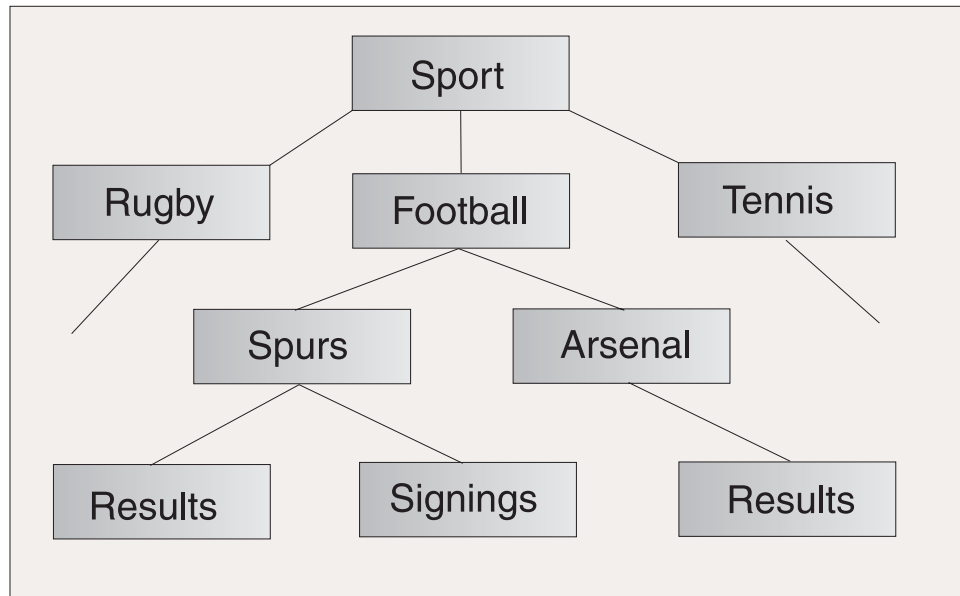 Sport
Rugby
Football
Tennis
Spurs
Arsenal
Results
Signings
Results